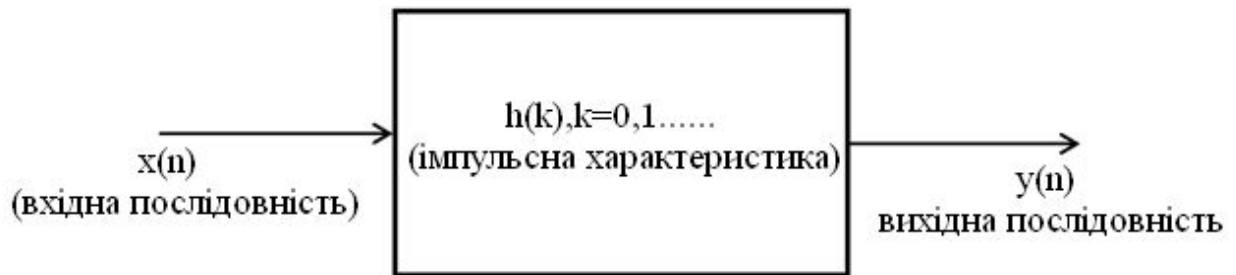 x(n)
(вхідна послідовність)
h(k),k=0,1......
(імпульсна характеристика)
y(n)
вихідна послідовність